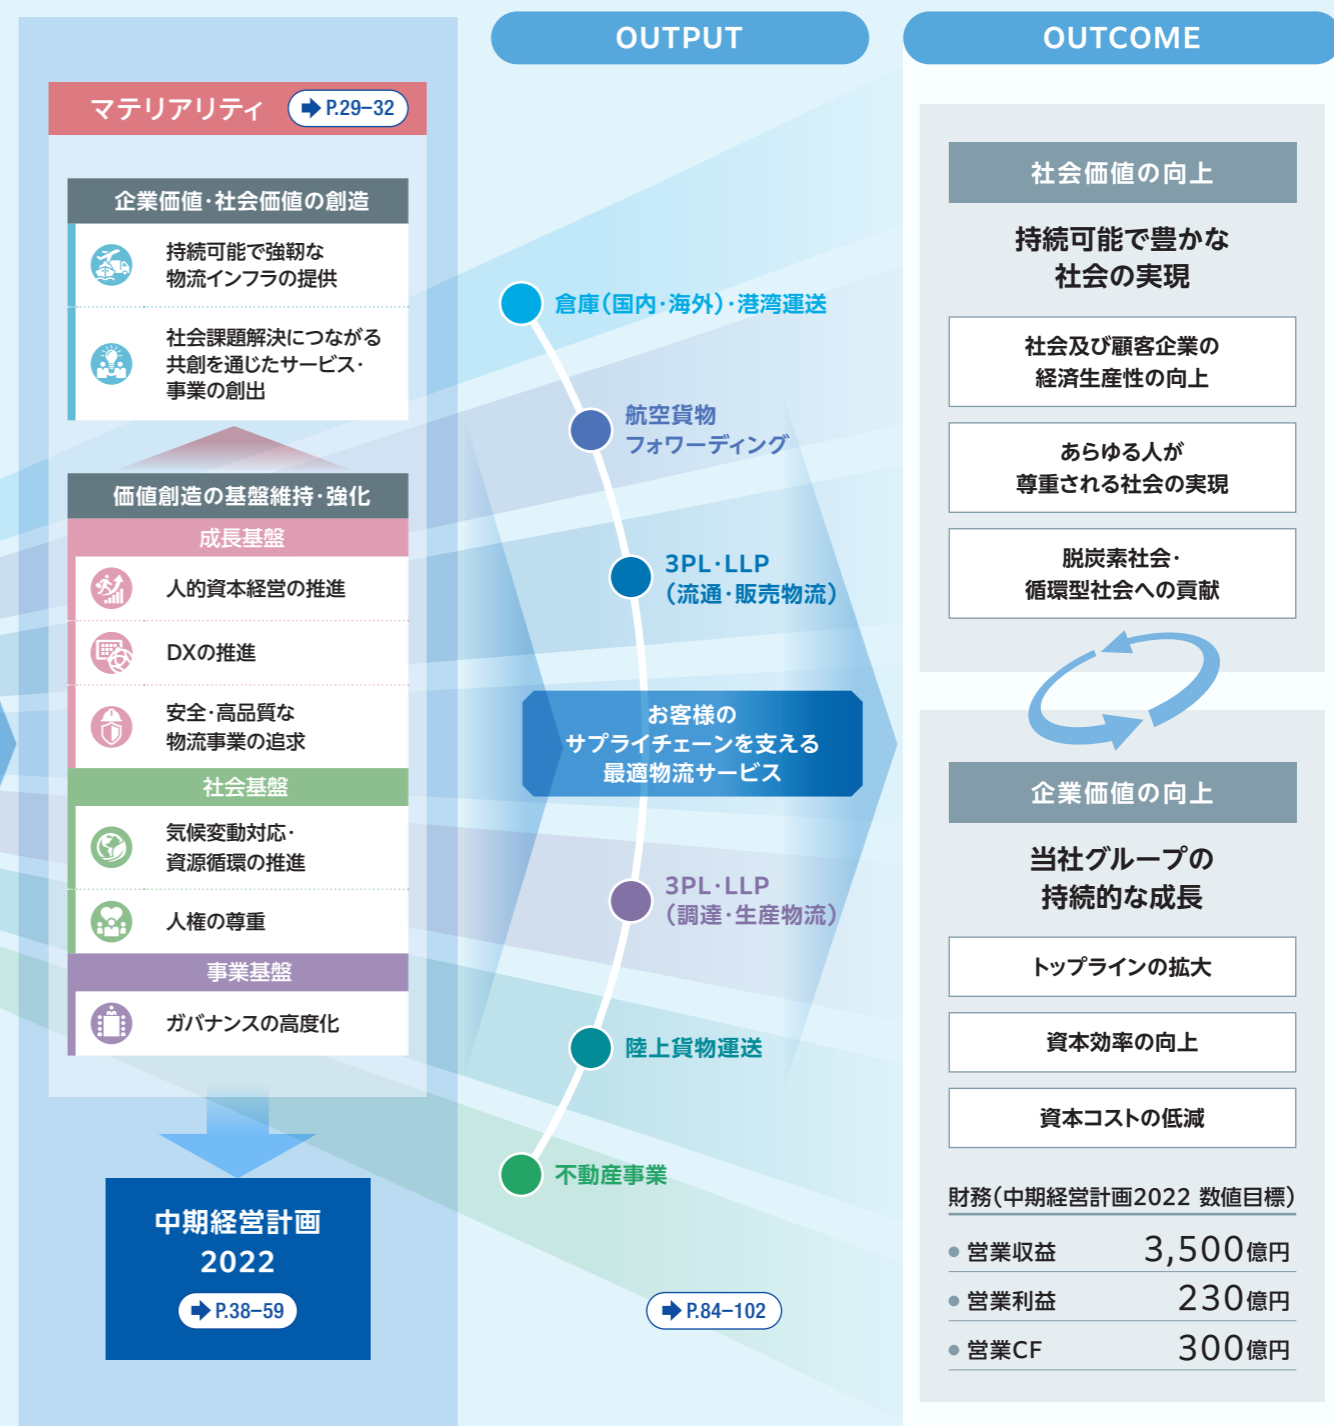 マテリアリティ
P.29–32
企業価値・社会価値の創造
持続可能で強靭な
物流インフラの提供
社会課題解決につながる
共創を通じたサービス・
事業の創出
価値創造の基盤維持・強化
成長基盤
人的資本経営の推進
DXの推進
安全・高品質な
物流事業の追求
社会基盤
気候変動対応・
資源循環の推進
人権の尊重
事業基盤
ガバナンスの高度化
中期経営計画
2022
P.38–59
OUTPUT
倉庫（国内・海外）・港湾運送
航空貨物
フォワーディング
3PL・LLP
（流通・販売物流）
お客様の
サプライチェーンを支える
最適物流サービス
3PL・LLP
（調達・生産物流）
陸上貨物運送
不動産事業
P.84–102
OUTCOME
社会価値の向上
持続可能で豊かな
社会の実現
社会及び顧客企業の
経済生産性の向上
あらゆる人が
尊重される社会の実現
脱炭素社会・
循環型社会への貢献
企業価値の向上
当社グループの
持続的な成長
トップラインの拡大
資本効率の向上
資本コストの低減
財務（中期経営計画2022 数値目標）
● 営業収益 3,500億円
● 営業利益 230億円
● 営業CF 300億円